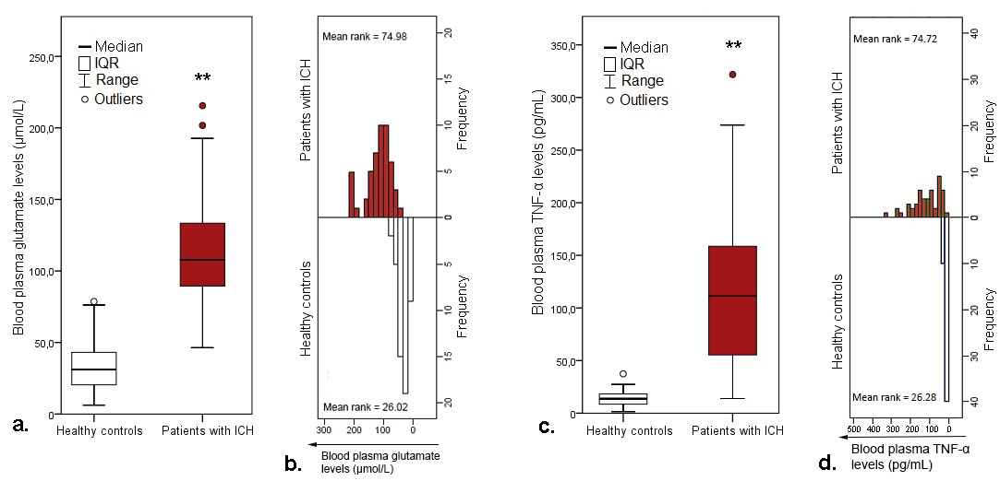 Blood plasma glutamate levels (µmol/L)
250,0
200,0
150,0
100,0
50,0
0
Median
IQR
Range
Outliers
**
Healthy controls
Patients with ICH
a.
Mean rank = 74.98
Patients with ICH
Healthy controls
Mean rank = 26.02
20
15
10
5
0
5
10
15
20
Frequency
Frequency
300
200
100
0
Blood plasma glutamate
levels (µmol/L)
b.
Blood plasma TNF-α levels (pg/mL)
350,0
300,0
250,0
200,0
150,0
100,0
50,0
0
Median
IQR
Range
Outliers
**
Healthy controls
Patients with ICH
c.
Mean rank = 74.72
Patients with ICH
Healthy controls
Mean rank = 26.28
40
30
20
10
0
10
20
30
40
Frequency
Frequency
500
400
300
200
100
0
Blood plasma TNF-α
levels (pg/mL)
d.